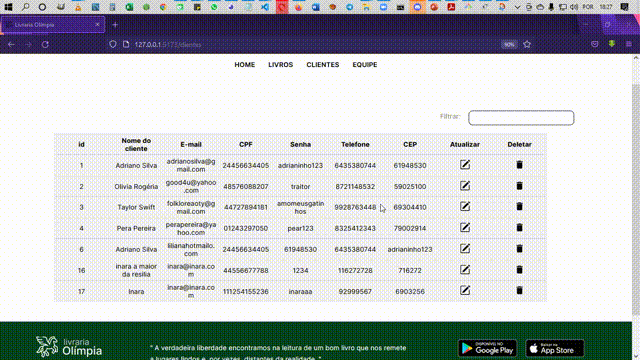 Livraria Olímpia
127.0.0.1:5173/clientes
90%
POR
18:27
HOME LIVROS CLIENTES EQUIPE
Filtrar:
id Nome do cliente E-mail CPF Senha Telefone CEP Atualizar Deletar
1 Adriano Silva adrianosilva@gmail.com 24456634405 adrianinho123 6435380744 61948530
2 Olivia Rogéria good4u@yahoo.com 48576088207 traitor 8721148532 59025100
3 Taylor Swift folkloreaoty@gmail.com 44727894181 amomeusgatinhos 9928763448 69304410
4 Pera Pereira perapereira@yahoo.com 01243297050 pear123 8325412343 79002914
6 Adriano Silva lilianahotmailo.com 24456634405 61948530 6435380744 adrianinho123
16 inara a maior da resilia inara@inara.com 44556677788 1234 116272728 716272
17 Inara inara@inara.com 111254155236 inaraaa 92999567 6903256
livraria
Olímpia
" A verdadeira liberdade encontramos na leitura de um bom livro que nos remete
a lugares lindos e, por vezes, distantes da realidade. "
DISPONÍVEL NO
Google Play
Baixar na
App Store